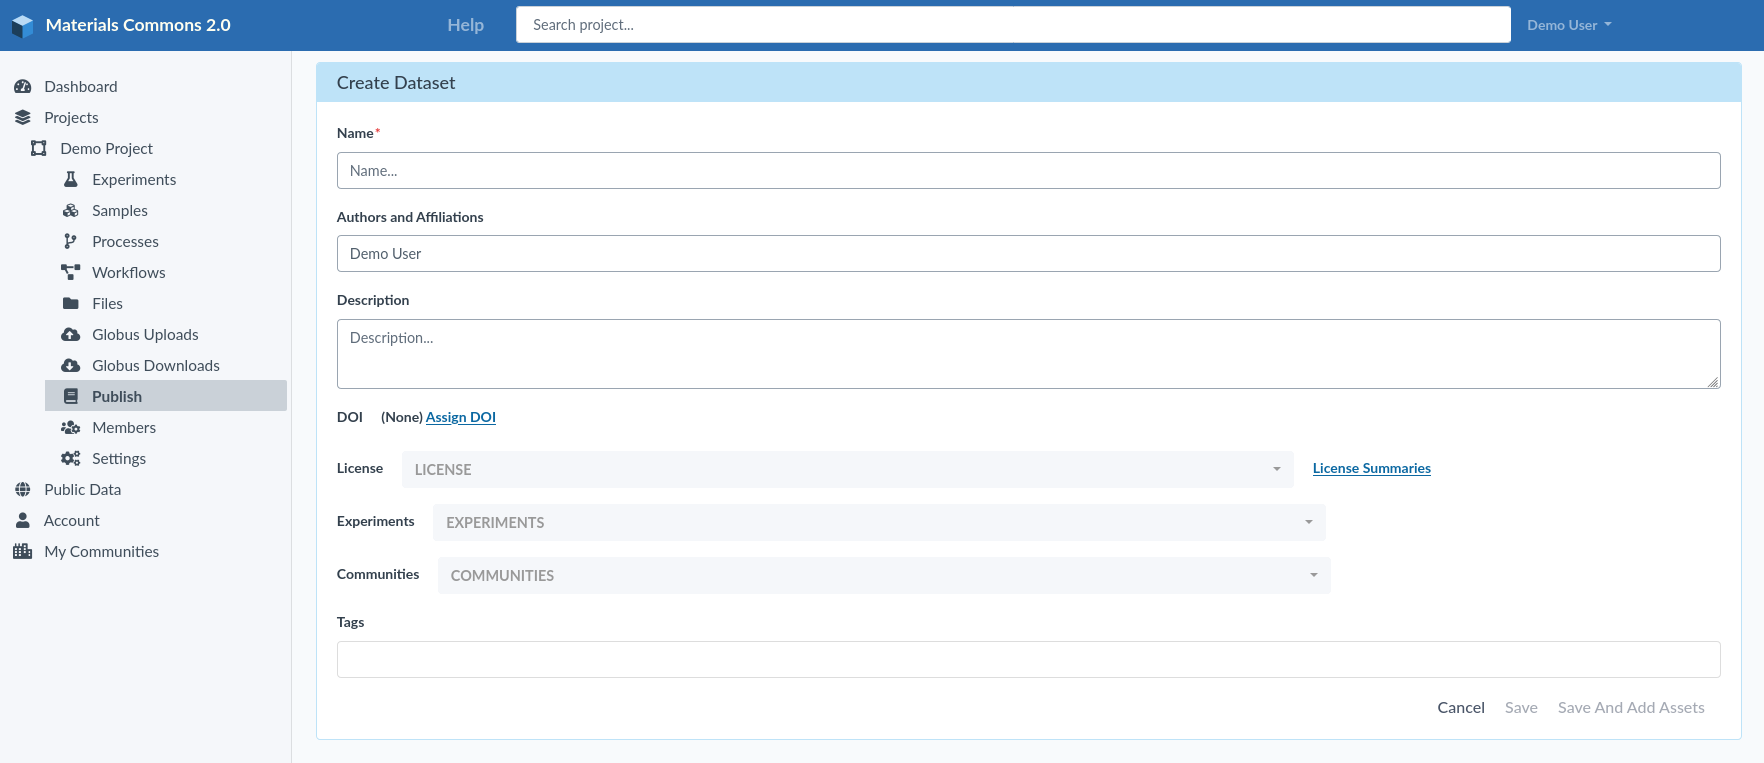 Materials Commons 2.0
Help
Search project...
Demo User
Dashboard
Projects
Demo Project
Experiments
Samples
Processes
Workflows
Files
Globus Uploads
Globus Downloads
Publish
Members
Settings
Public Data
Account
My Communities
Create Dataset
Name*
Name...
Authors and Affiliations
Demo User
Description
Description...
DOI (None) Assign DOI
License LICENSE License Summaries
Experiments EXPERIMENTS
Communities COMMUNITIES
Tags
Cancel Save Save And Add Assets